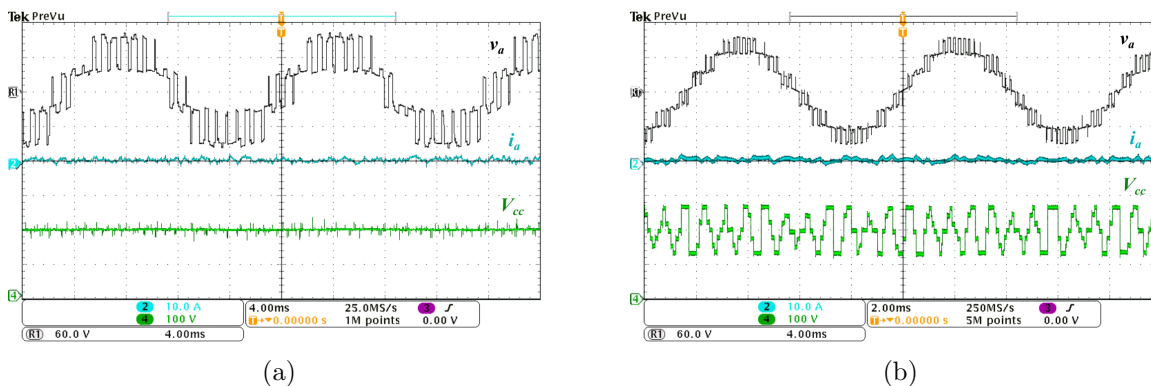 Tek PreVu
T
T
v_a
R1
i_a
2
V_cc
4
2 10.0 A
4 100 V
4.00ms 25.0MS/s 3 ƒ
T→▼0.00000 s 1M points 0.00 V
R1 60.0 V 4.00ms
(a)
Tek PreVu
T
T
v_a
i_a
2
V_cc
4
2 10.0 A
4 100 V
2.00ms 250MS/s 3 ƒ
T→▼0.00000 s 5M points 0.00 V
R1 60.0 V 4.00ms
(b)